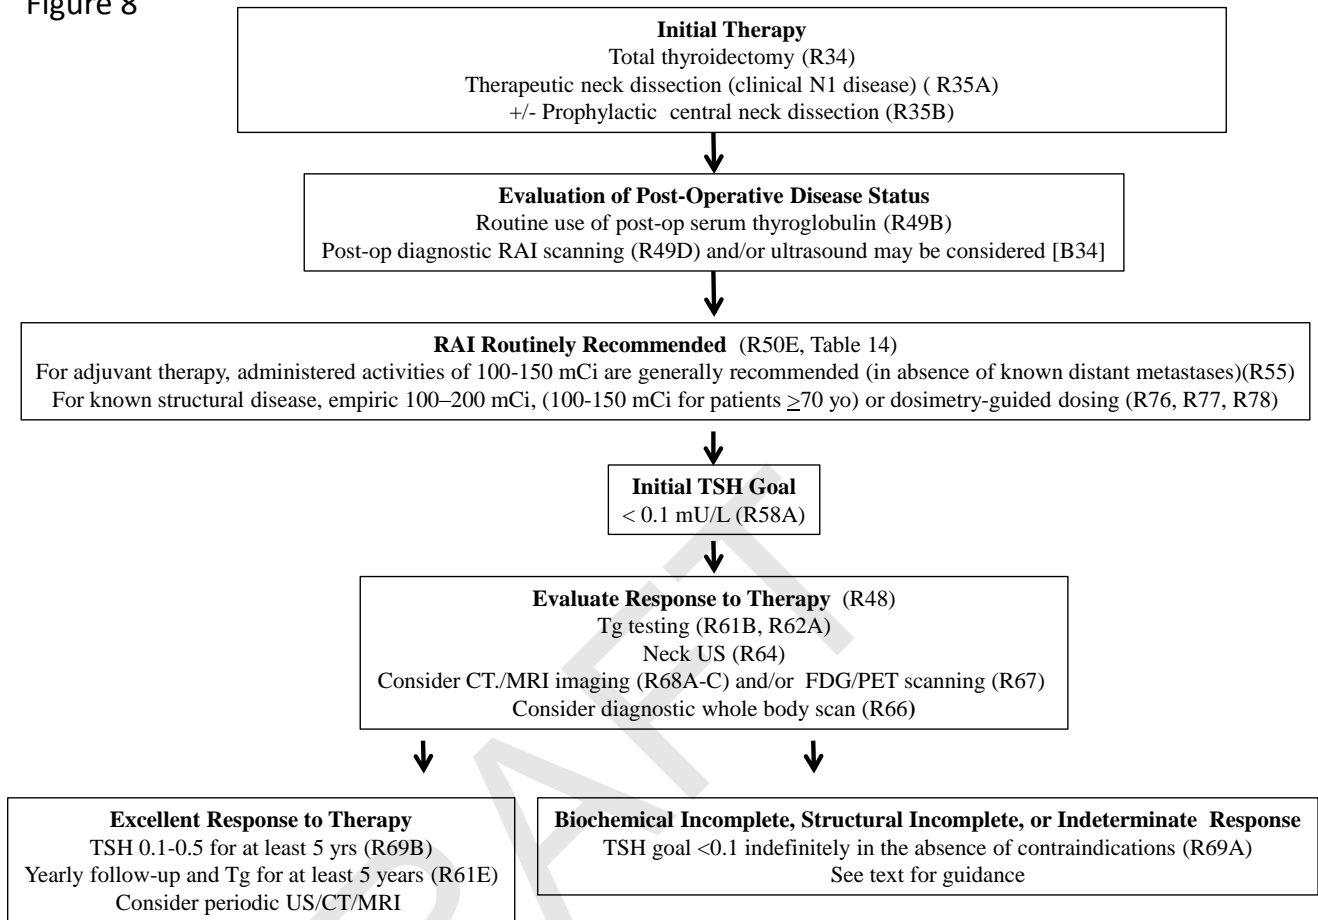 Figure 8
Initial Therapy
Total thyroidectomy (R34)
Therapeutic neck dissection (clinical N1 disease) ( R35A)
+/- Prophylactic central neck dissection (R35B)
Evaluation of Post-Operative Disease Status
Routine use of post-op serum thyroglobulin (R49B)
Post-op diagnostic RAI scanning (R49D) and/or ultrasound may be considered [B34]
RAI Routinely Recommended (R50E, Table 14)
For adjuvant therapy, administered activities of 100-150 mCi are generally recommended (in absence of known distant metastases)(R55)
For known structural disease, empiric 100–200 mCi, (100-150 mCi for patients ≥70 yo) or dosimetry-guided dosing (R76, R77, R78)
Initial TSH Goal
< 0.1 mU/L (R58A)
Evaluate Response to Therapy (R48)
Tg testing (R61B, R62A)
Neck US (R64)
Consider CT./MRI imaging (R68A-C) and/or FDG/PET scanning (R67)
Consider diagnostic whole body scan (R66)
Excellent Response to Therapy
TSH 0.1-0.5 for at least 5 yrs (R69B)
Yearly follow-up and Tg for at least 5 years (R61E)
Consider periodic US/CT/MRI
Biochemical Incomplete, Structural Incomplete, or Indeterminate Response
TSH goal <0.1 indefinitely in the absence of contraindications (R69A)
See text for guidance
DRAFT